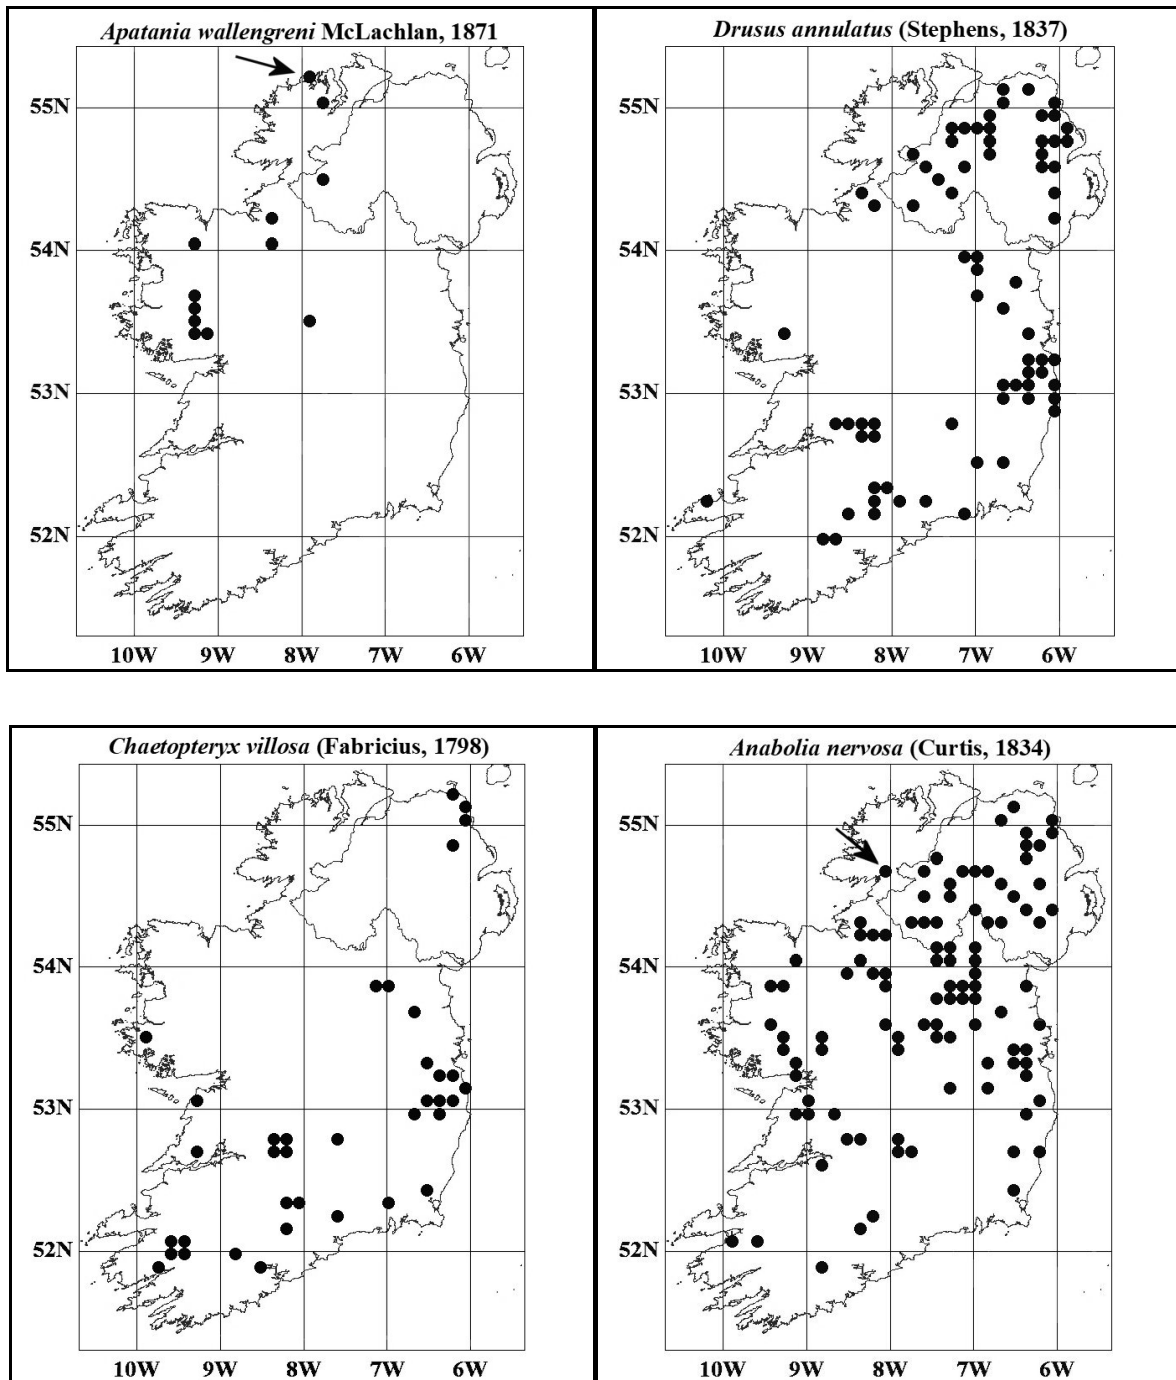 Apatania wallengreni McLachlan, 1871
55N
54N
53N
52N
10W 9W 8W 7W 6W
Drusus annulatus (Stephens, 1837)
55N
54N
53N
52N
10W 9W 8W 7W 6W
Chaetopteryx villosa (Fabricius, 1798)
55N
54N
53N
52N
10W 9W 8W 7W 6W
Anabolia nervosa (Curtis, 1834)
55N
54N
53N
52N
10W 9W 8W 7W 6W